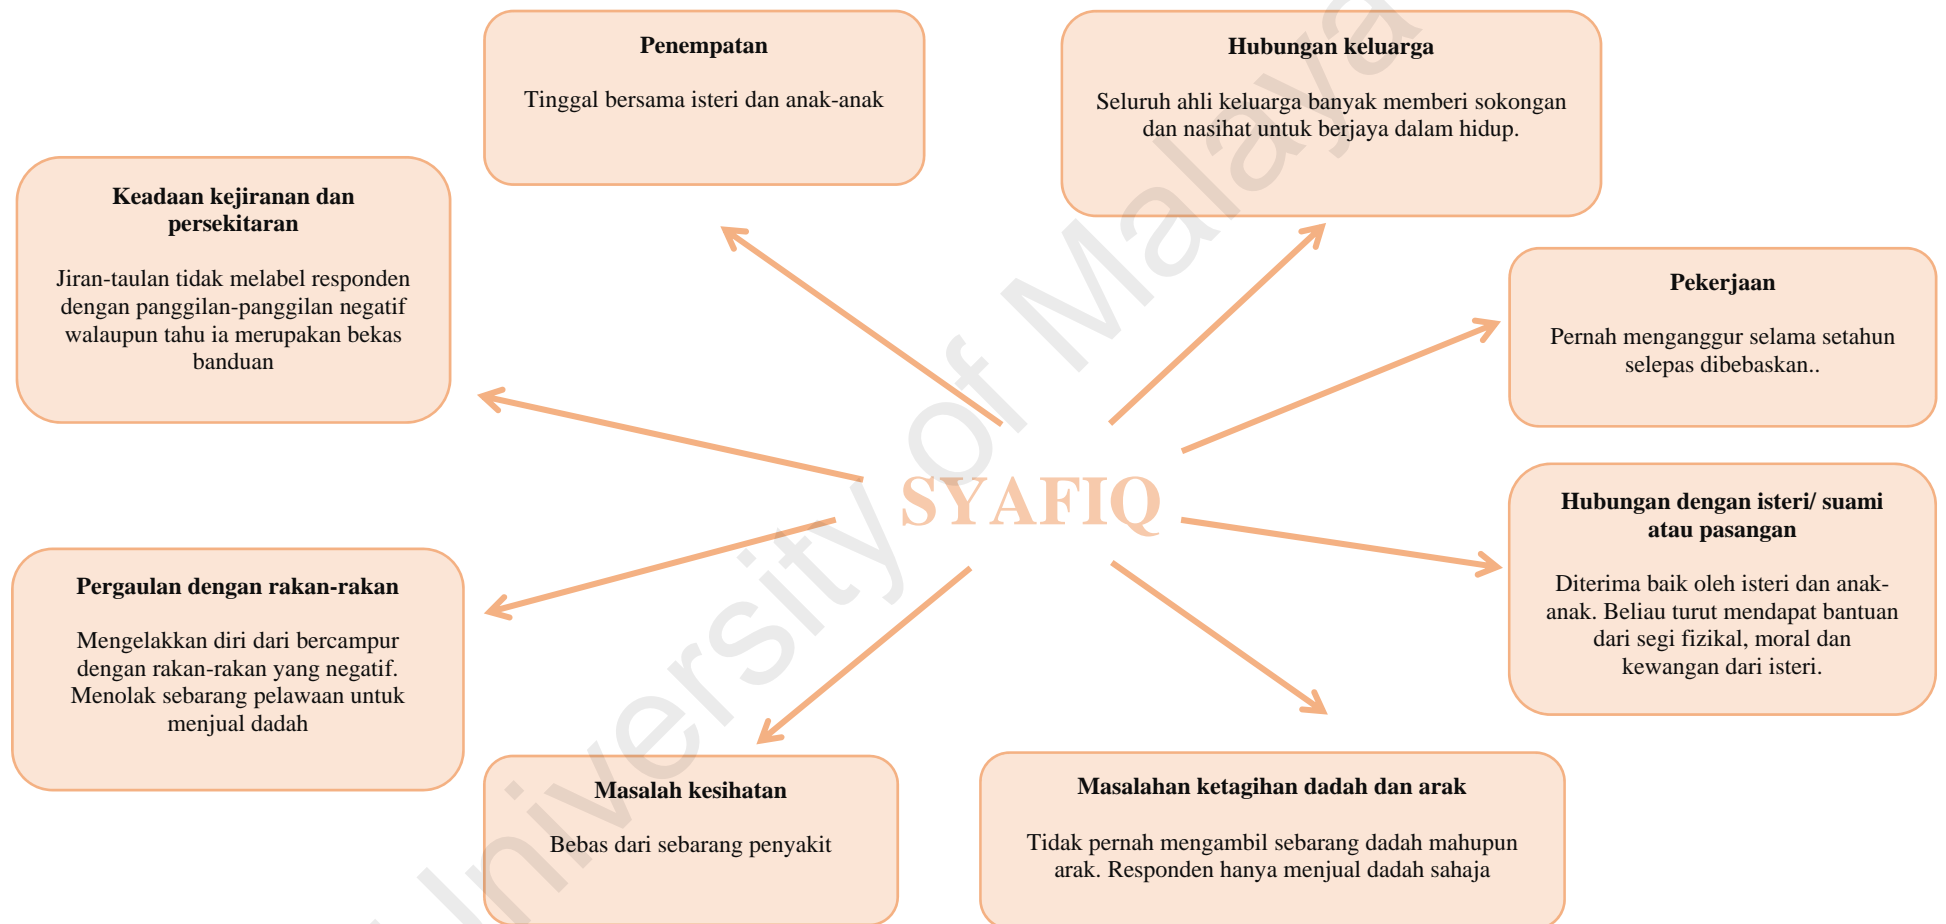 Penempatan
Tinggal bersama isteri dan anak-anak
Hubungan keluarga
Seluruh ahli keluarga banyak memberi sokongan
dan nasihat untuk berjaya dalam hidup.
Keadaan kejiranan dan
persekitaran
Jiran-taulan tidak melabel responden
dengan panggilan-panggilan negatif
walaupun tahu ia merupakan bekas
banduan
Pekerjaan
Pernah menganggur selama setahun
selepas dibebaskan..
SYAFIQ
Hubungan dengan isteri/ suami
atau pasangan
Diterima baik oleh isteri dan anak-
anak. Beliau turut mendapat bantuan
dari segi fizikal, moral dan
kewangan dari isteri.
Pergaulan dengan rakan-rakan
Mengelakkan diri dari bercampur
dengan rakan-rakan yang negatif.
Menolak sebarang pelawaan untuk
menjual dadah
Masalah kesihatan
Bebas dari sebarang penyakit
Masalahan ketagihan dadah dan arak
Tidak pernah mengambil sebarang dadah mahupun
arak. Responden hanya menjual dadah sahaja
University of Malaya